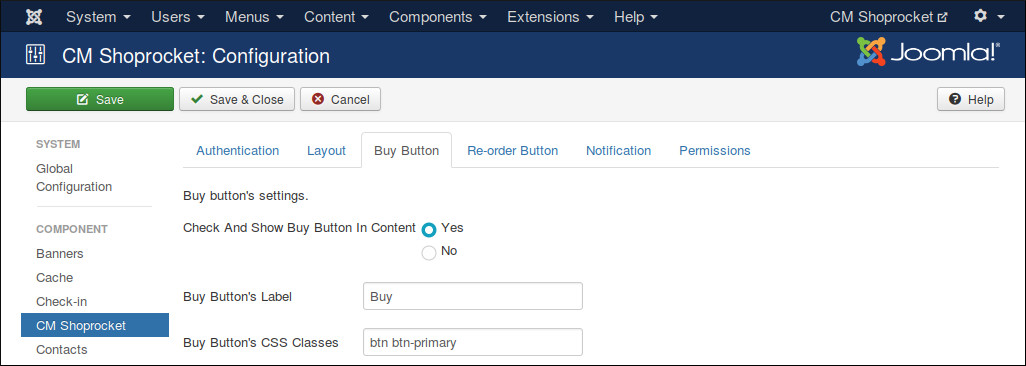 System Users Menus Content Components Extensions Help CM Shoprocket
CM Shoprocket: Configuration Joomla!®
Save Save & Close Cancel Help
SYSTEM
Global
Configuration
COMPONENT
Banners
Cache
Check-in
CM Shoprocket
Contacts
Authentication Layout Buy Button Re-order Button Notification Permissions
Buy button's settings.
Check And Show Buy Button In Content Yes
No
Buy Button's Label Buy
Buy Button's CSS Classes btn btn-primary